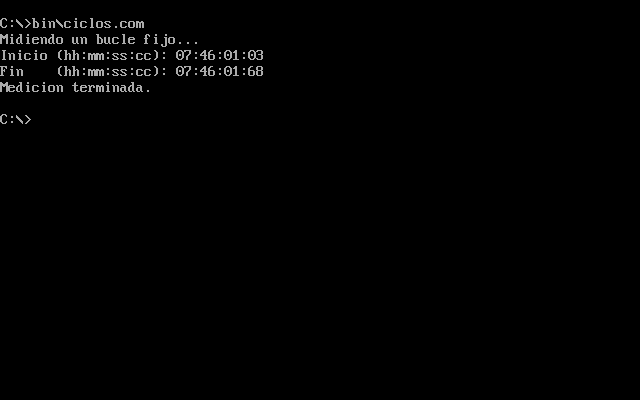 C:\>bin\ciclos.com
Midiendo un bucle fijo...
Inicio (hh:mm:ss:cc): 07:46:01:03
Fin    (hh:mm:ss:cc): 07:46:01:68
Medicion terminada.
C:\>